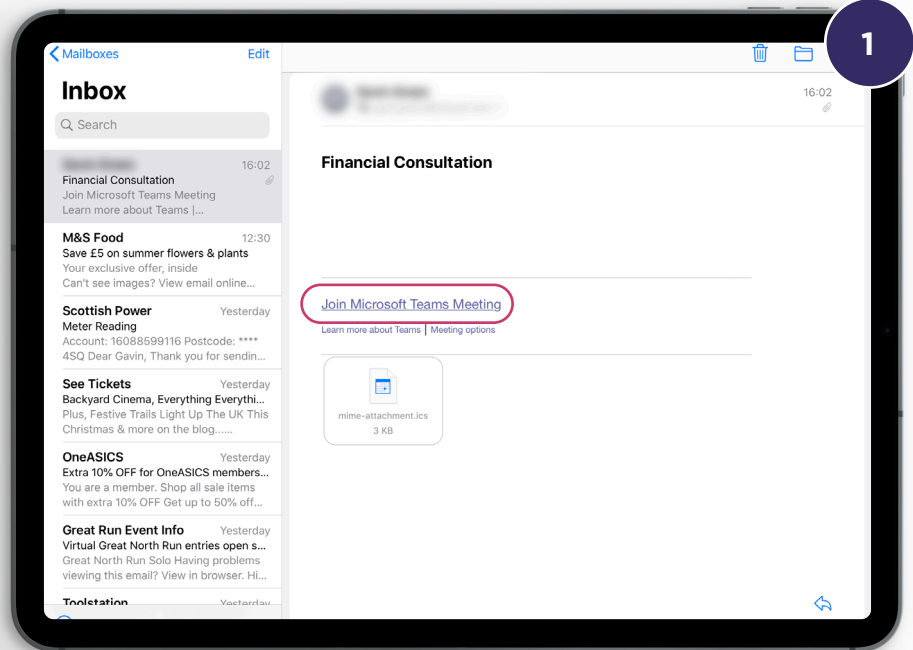 1
Mailboxes
Edit
Inbox
Search
16:02
Financial Consultation
Join Microsoft Teams Meeting
Learn more about Teams |...
M&S Food
12:30
Save £5 on summer flowers & plants
Your exclusive offer, inside
Can't see images? View email online...
Scottish Power
Yesterday
Meter Reading
Account: 16088599116 Postcode: ****
4SQ Dear Gavin, Thank you for sendin...
See Tickets
Yesterday
Backyard Cinema, Everything Everythi...
Plus, Festive Trails Light Up The UK This
Christmas & more on the blog......
OneASICS
Yesterday
Extra 10% OFF for OneASICS members...
You are a member. Shop all sale items
with extra 10% OFF Get up to 50% off...
Great Run Event Info
Yesterday
Virtual Great North Run entries open s...
Great North Run Solo Having problems
viewing this email? View in browser. Hi...
Toolstation
Yesterday
16:02
Financial Consultation
Join Microsoft Teams Meeting
Learn more about Teams | Meeting options
mime-attachment.ics
3 KB